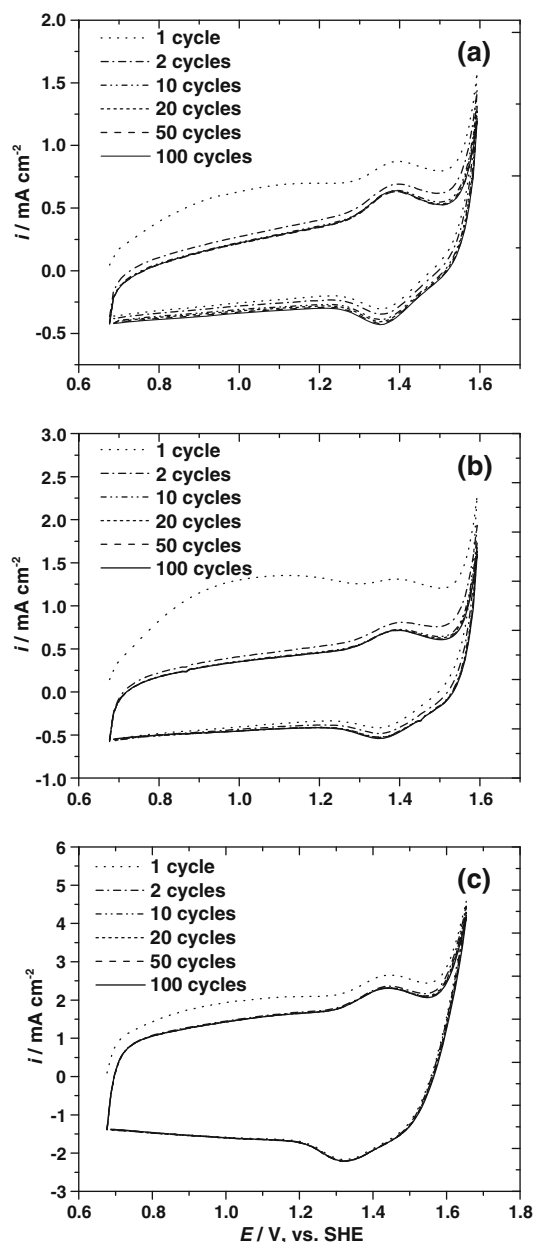 2.0
(a)
1 cycle
2 cycles
10 cycles
20 cycles
50 cycles
100 cycles
1.5
1.0
0.5
0.0
-0.5
i / mA cm-2
0.6 0.8 1.0 1.2 1.4 1.6
3.0
(b)
1 cycle
2 cycles
10 cycles
20 cycles
50 cycles
100 cycles
2.5
2.0
1.5
1.0
0.5
0.0
-0.5
-1.0
i / mA cm-2
0.6 0.8 1.0 1.2 1.4 1.6
6
(c)
1 cycle
2 cycles
10 cycles
20 cycles
50 cycles
100 cycles
5
4
3
2
1
0
-1
-2
-3
i / mA cm-2
0.6 0.8 1.0 1.2 1.4 1.6 1.8
E / V, vs. SHE